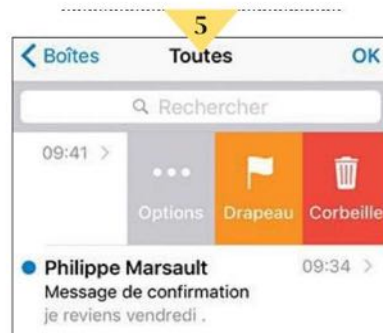 5
Boîtes Toutes OK
Rechercher
09:41
Options Drapeau Corbeille
Philippe Marsault 09:34
Message de confirmation
je reviens vendredi .